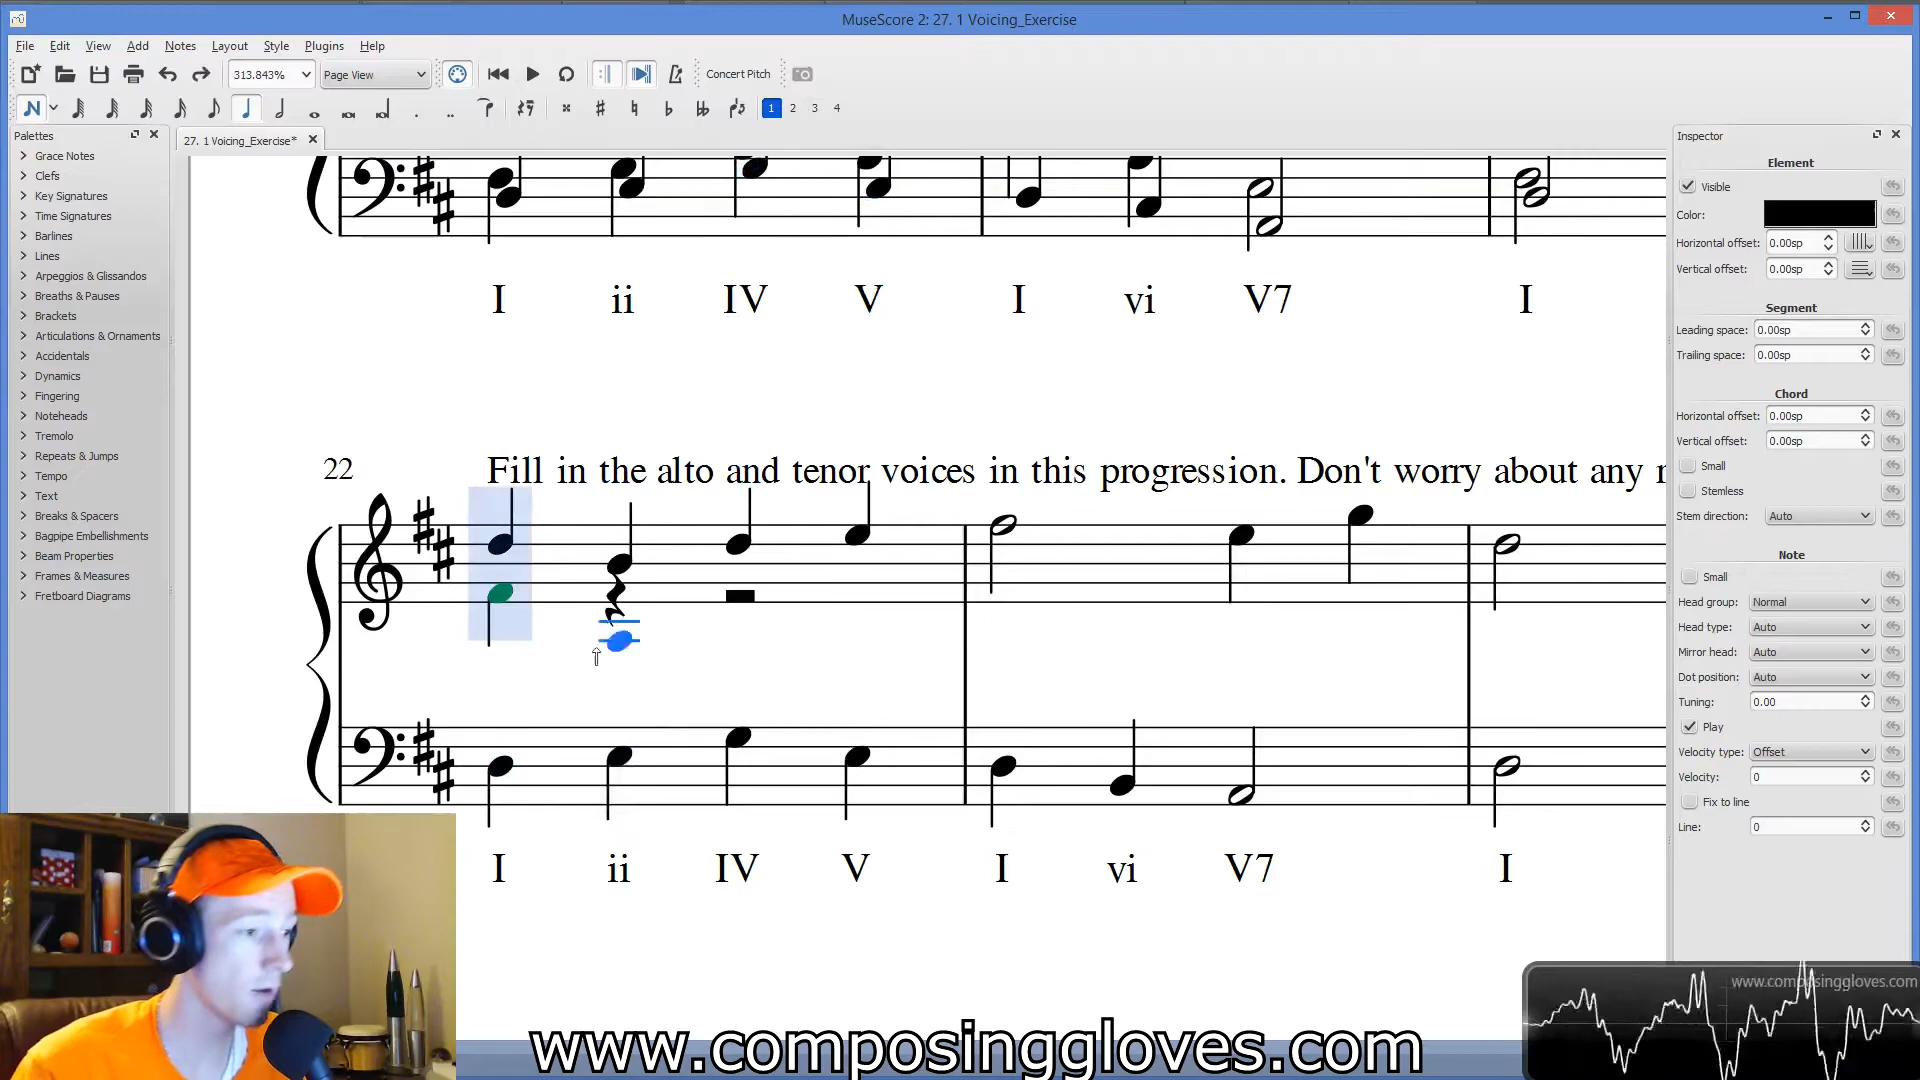 MuseScore 2: 27. 1 Voicing_Exercise
File Edit View Add Notes Layout Style Plugins Help
313.843% Page View Concert Pitch
1 2 3 4
Palettes
27. 1 Voicing_Exercise*
Grace Notes
Clefs
Key Signatures
Time Signatures
Barlines
Lines
Arpeggios & Glissandos
Breaths & Pauses
Brackets
Articulations & Ornaments
Accidentals
Dynamics
Fingering
Noteheads
Tremolo
Repeats & Jumps
Tempo
Text
Breaks & Spacers
Bagpipe Embellishments
Beam Properties
Frames & Measures
Fretboard Diagrams
I ii IV V I vi V7 I
22
Fill in the alto and tenor voices in this progression. Don't worry about any
I ii IV V I vi V7 I
Inspector
Element
Visible
Color:
Horizontal offset: 0.00sp
Vertical offset: 0.00sp
Segment
Leading space: 0.00sp
Trailing space: 0.00sp
Chord
Horizontal offset: 0.00sp
Vertical offset: 0.00sp
Small
Stemless
Stem direction: Auto
Note
Small
Head group: Normal
Head type: Auto
Mirror head: Auto
Dot position: Auto
Tuning: 0.00
Play
Velocity type: Offset
Velocity: 0
Fix to line
Line: 0
www.composinggloves.com
www.composinggloves.com